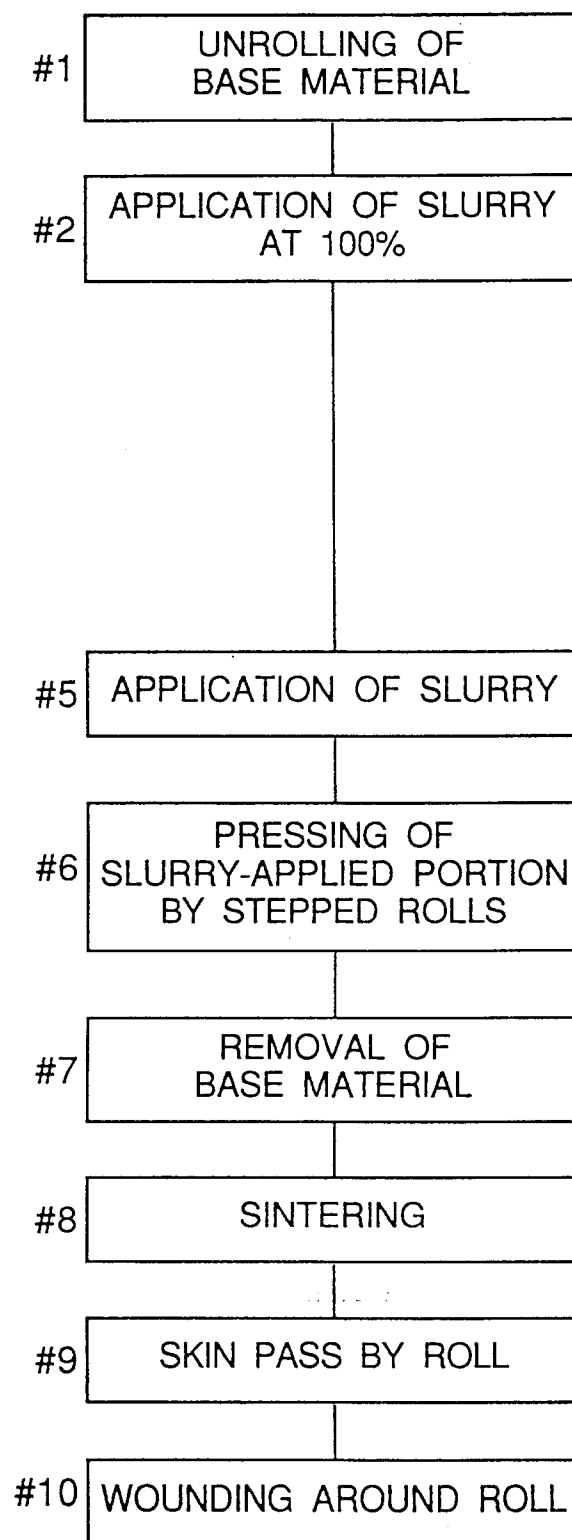 #1
UNROLLING OF
BASE MATERIAL
#2
APPLICATION OF SLURRY
AT 100%
#5
APPLICATION OF SLURRY
#6
PRESSING OF
SLURRY-APPLIED PORTION
BY STEPPED ROLLS
#7
REMOVAL OF
BASE MATERIAL
#8
SINTERING
#9
SKIN PASS BY ROLL
#10
WOUNDING AROUND ROLL